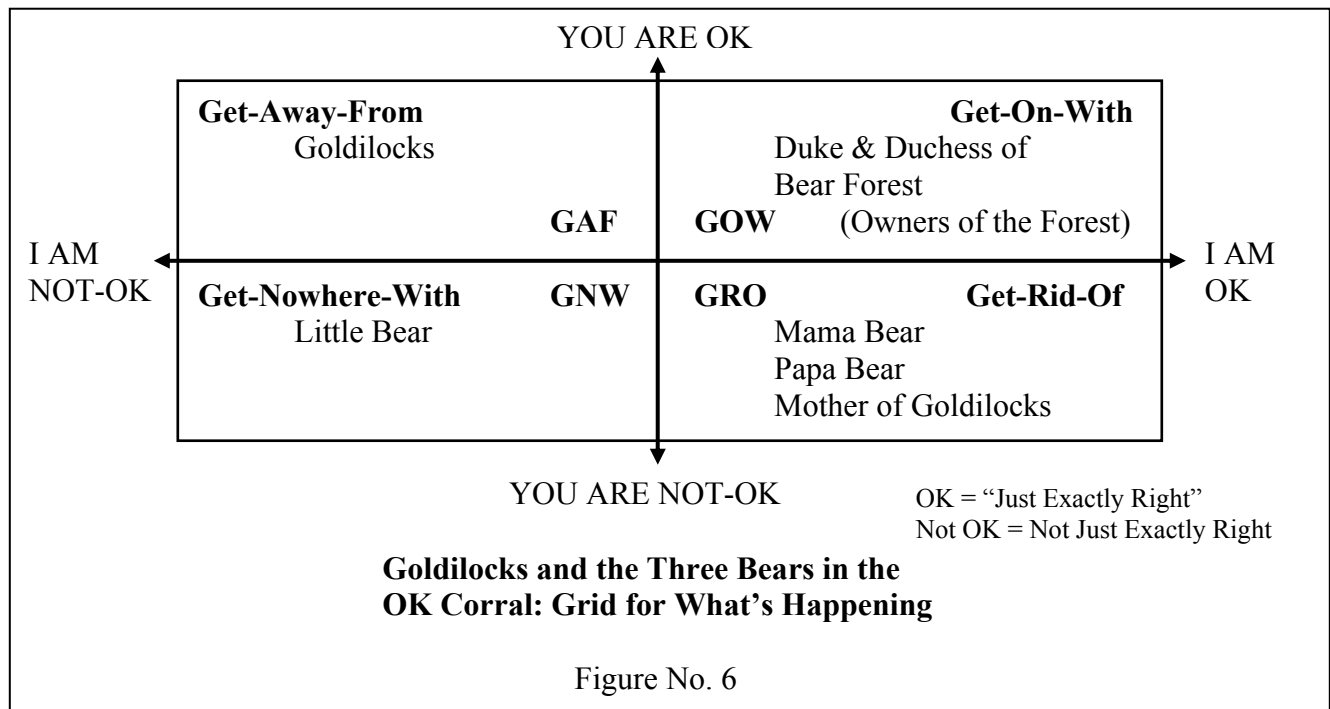 YOU ARE OK
Get-Away-From
Goldilocks
GAF
Get-On-With
Duke & Duchess of
Bear Forest
GOW (Owners of the Forest)
I AM
NOT-OK
I AM
OK
Get-Nowhere-With GNW
Little Bear
GRO Get-Rid-Of
Mama Bear
Papa Bear
Mother of Goldilocks
YOU ARE NOT-OK
OK = “Just Exactly Right”
Not OK = Not Just Exactly Right
Goldilocks and the Three Bears in the
OK Corral: Grid for What’s Happening
Figure No. 6